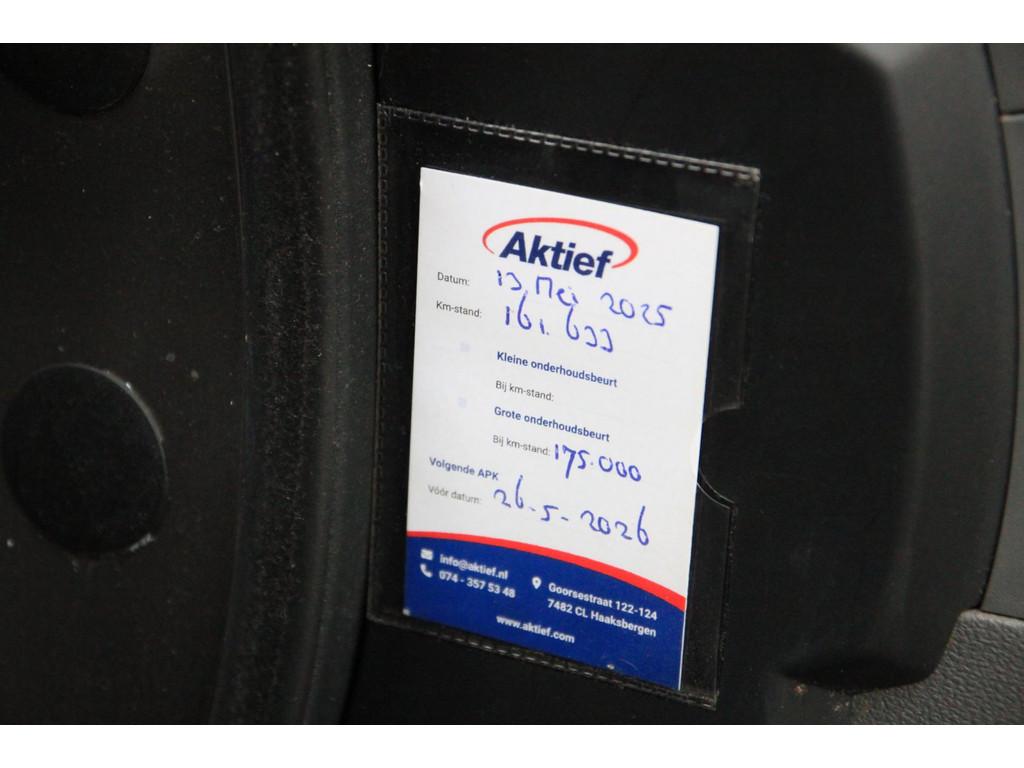 Aktief
Datum: 13 Mei 2025
Km-stand: 161.633
Kleine onderhoudsbeurt
Bij km-stand:
Grote onderhoudsbeurt
Bij km-stand: 175.000
Volgende APK
Vóór datum: 26-5-2026
info@aktief.nl
074 - 357 53 48
Goorsestraat 122-124
7482 CL Haaksbergen
www.aktief.com